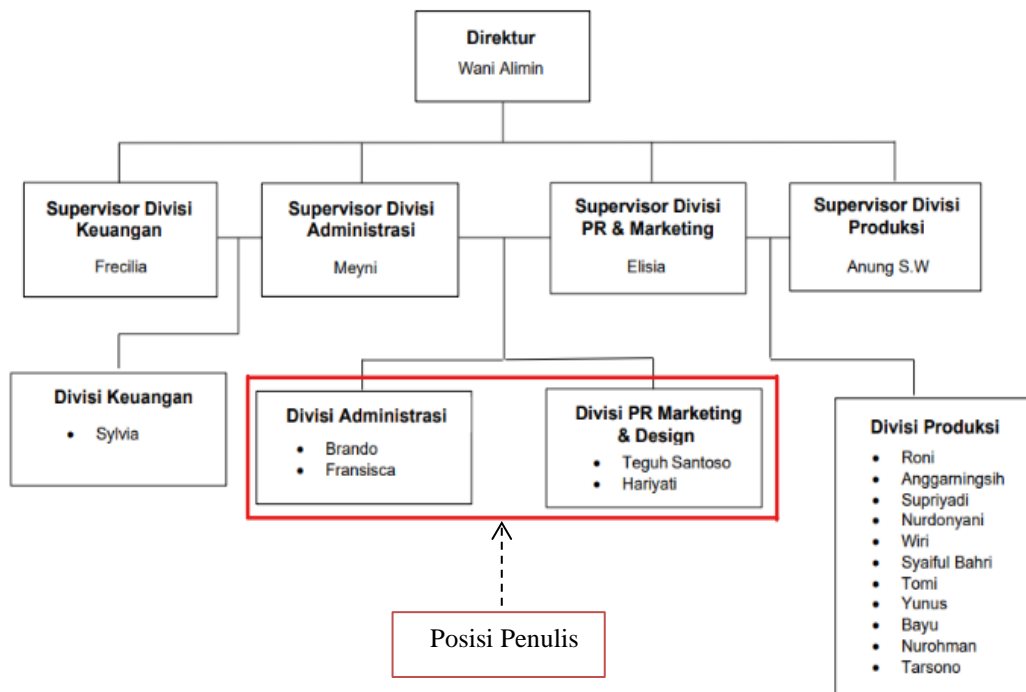 Direktur
Wani Alimin
Supervisor Divisi
Keuangan
Frecilia
Supervisor Divisi
Administrasi
Meyni
Supervisor Divisi
PR & Marketing
Elisia
Supervisor Divisi
Produksi
Anung S.W
Divisi Keuangan
• Sylvia
Divisi Administrasi
• Brando
• Fransisca
Divisi PR Marketing
& Design
• Teguh Santoso
• Hariyati
Divisi Produksi
• Roni
• Anggarningsih
• Supriyadi
• Nurdonyani
• Wiri
• Syaiful Bahri
• Tomi
• Yunus
• Bayu
• Nurohman
• Tarsono
Posisi Penulis